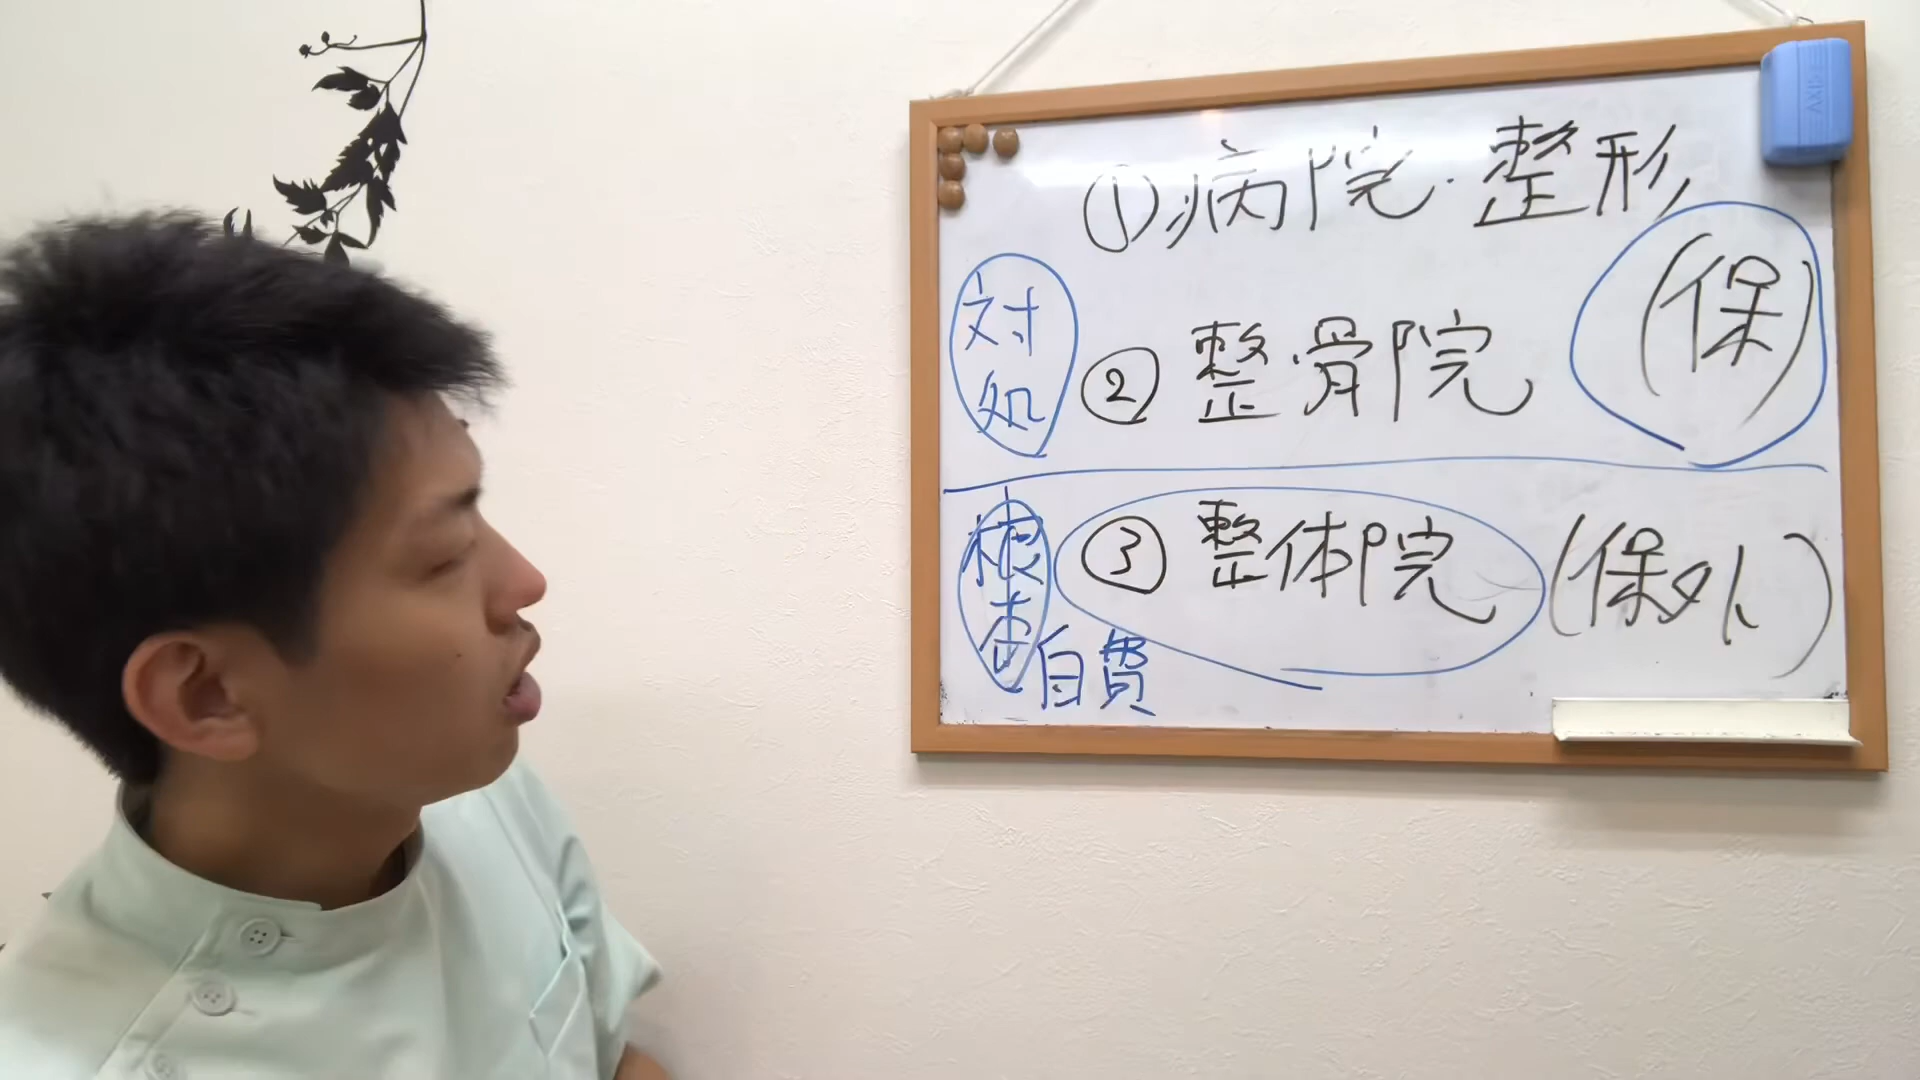 ①病院・整形
(保)
対処
②整骨院
根本
③整体院(保外)
自費